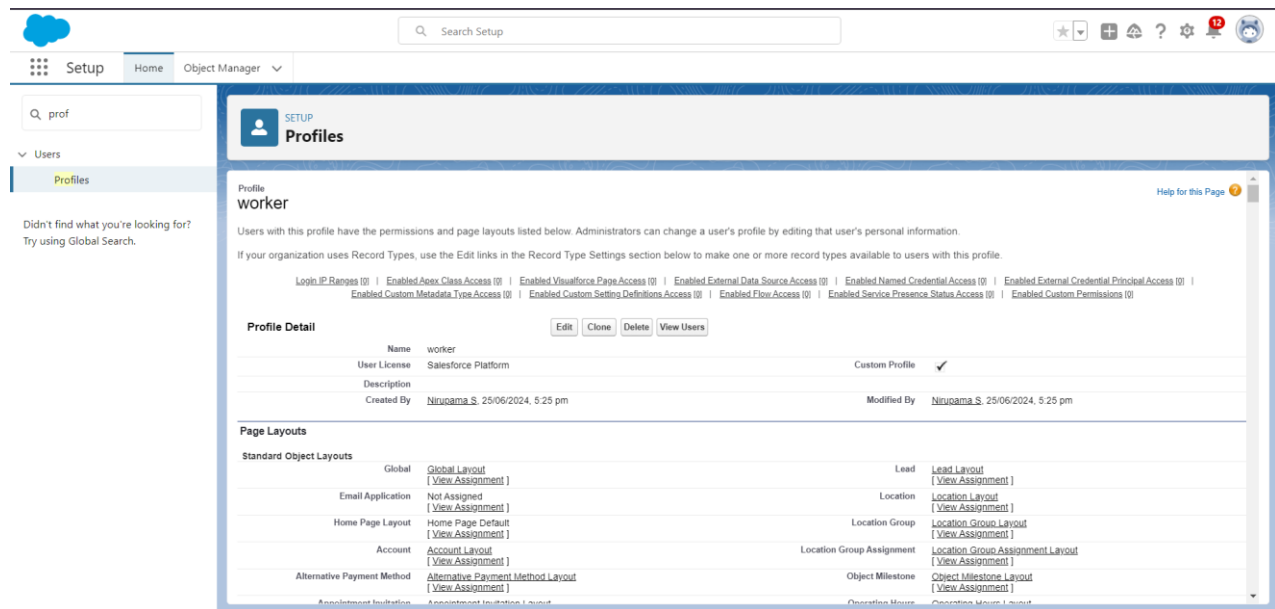 Search Setup
12
Setup
Home
Object Manager
prof
Users
Profiles
Didn't find what you're looking for?
Try using Global Search.
SETUP
Profiles
Profile
worker
Help for this Page
Users with this profile have the permissions and page layouts listed below. Administrators can change a user's profile by editing that user's personal information.
If your organization uses Record Types, use the Edit links in the Record Type Settings section below to make one or more record types available to users with this profile.
Login IP Ranges [0] | Enabled Apex Class Access [0] | Enabled Visualforce Page Access [0] | Enabled External Data Source Access [0] | Enabled Named Credential Access [0] | Enabled External Credential Principal Access [0] |
Enabled Custom Metadata Type Access [0] | Enabled Custom Setting Definitions Access [0] | Enabled Flow Access [0] | Enabled Service Presence Status Access [0] | Enabled Custom Permissions [0]
Profile Detail Edit Clone Delete View Users
Name worker
User License Salesforce Platform Custom Profile
Description
Created By Nirupama S, 25/06/2024, 5:25 pm Modified By Nirupama S, 25/06/2024, 5:25 pm
Page Layouts
Standard Object Layouts
Global Global Layout Lead Lead Layout
[ View Assignment ] [ View Assignment ]
Email Application Not Assigned Location Location Layout
[ View Assignment ] [ View Assignment ]
Home Page Layout Home Page Default Location Group Location Group Layout
[ View Assignment ] [ View Assignment ]
Account Account Layout Location Group Assignment Location Group Assignment Layout
[ View Assignment ] [ View Assignment ]
Alternative Payment Method Alternative Payment Method Layout Object Milestone Object Milestone Layout
[ View Assignment ] [ View Assignment ]
Appointment Invitation Appointment Invitation Layout Operating Hours Operating Hours Layout